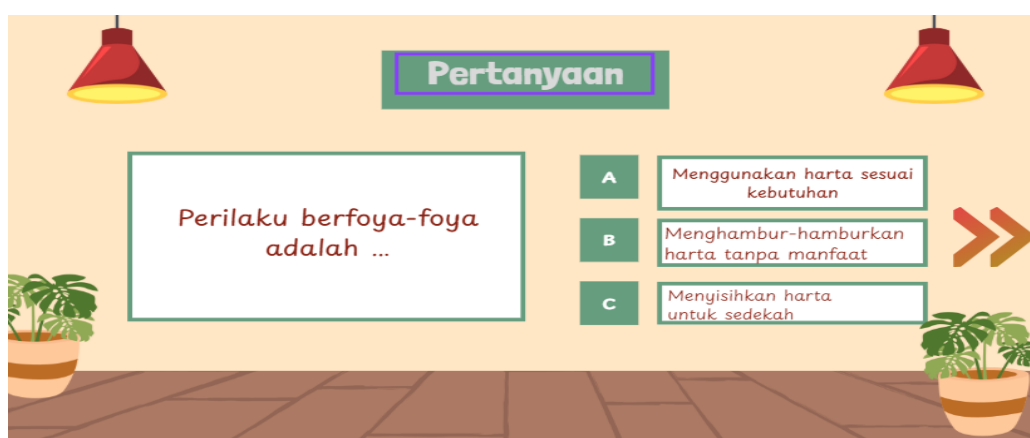 Pertanyaan
Perilaku berfoya-foya
adalah ...
A
Menggunakan harta sesuai
kebutuhan
B
Menghambur-hamburkan
harta tanpa manfaat
C
Menyisihkan harta
untuk sedekah